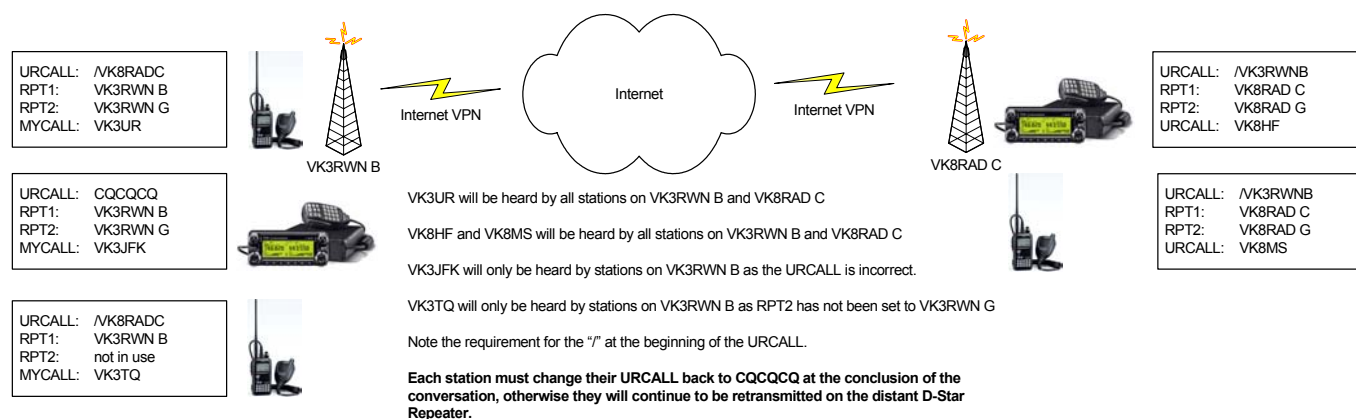 URCALL: /VK8RADC
RPT1: VK3RWN B
RPT2: VK3RWN G
MYCALL: VK3UR
VK3RWN B
Internet VPN
Internet
Internet VPN
VK8RAD C
URCALL: /VK3RWNB
RPT1: VK8RAD C
RPT2: VK8RAD G
URCALL: VK8HF
URCALL: CQCQCQ
RPT1: VK3RWN B
RPT2: VK3RWN G
MYCALL: VK3JFK
URCALL: /VK3RWNB
RPT1: VK8RAD C
RPT2: VK8RAD G
URCALL: VK8MS
URCALL: /VK8RADC
RPT1: VK3RWN B
RPT2: not in use
MYCALL: VK3TQ
VK3UR will be heard by all stations on VK3RWN B and VK8RAD C
VK8HF and VK8MS will be heard by all stations on VK3RWN B and VK8RAD C
VK3JFK will only be heard by stations on VK3RWN B as the URCALL is incorrect.
VK3TQ will only be heard by stations on VK3RWN B as RPT2 has not been set to VK3RWN G
Note the requirement for the “/” at the beginning of the URCALL.
Each station must change their URCALL back to CQCQCQ at the conclusion of the
conversation, otherwise they will continue to be retransmitted on the distant D-Star
Repeater.